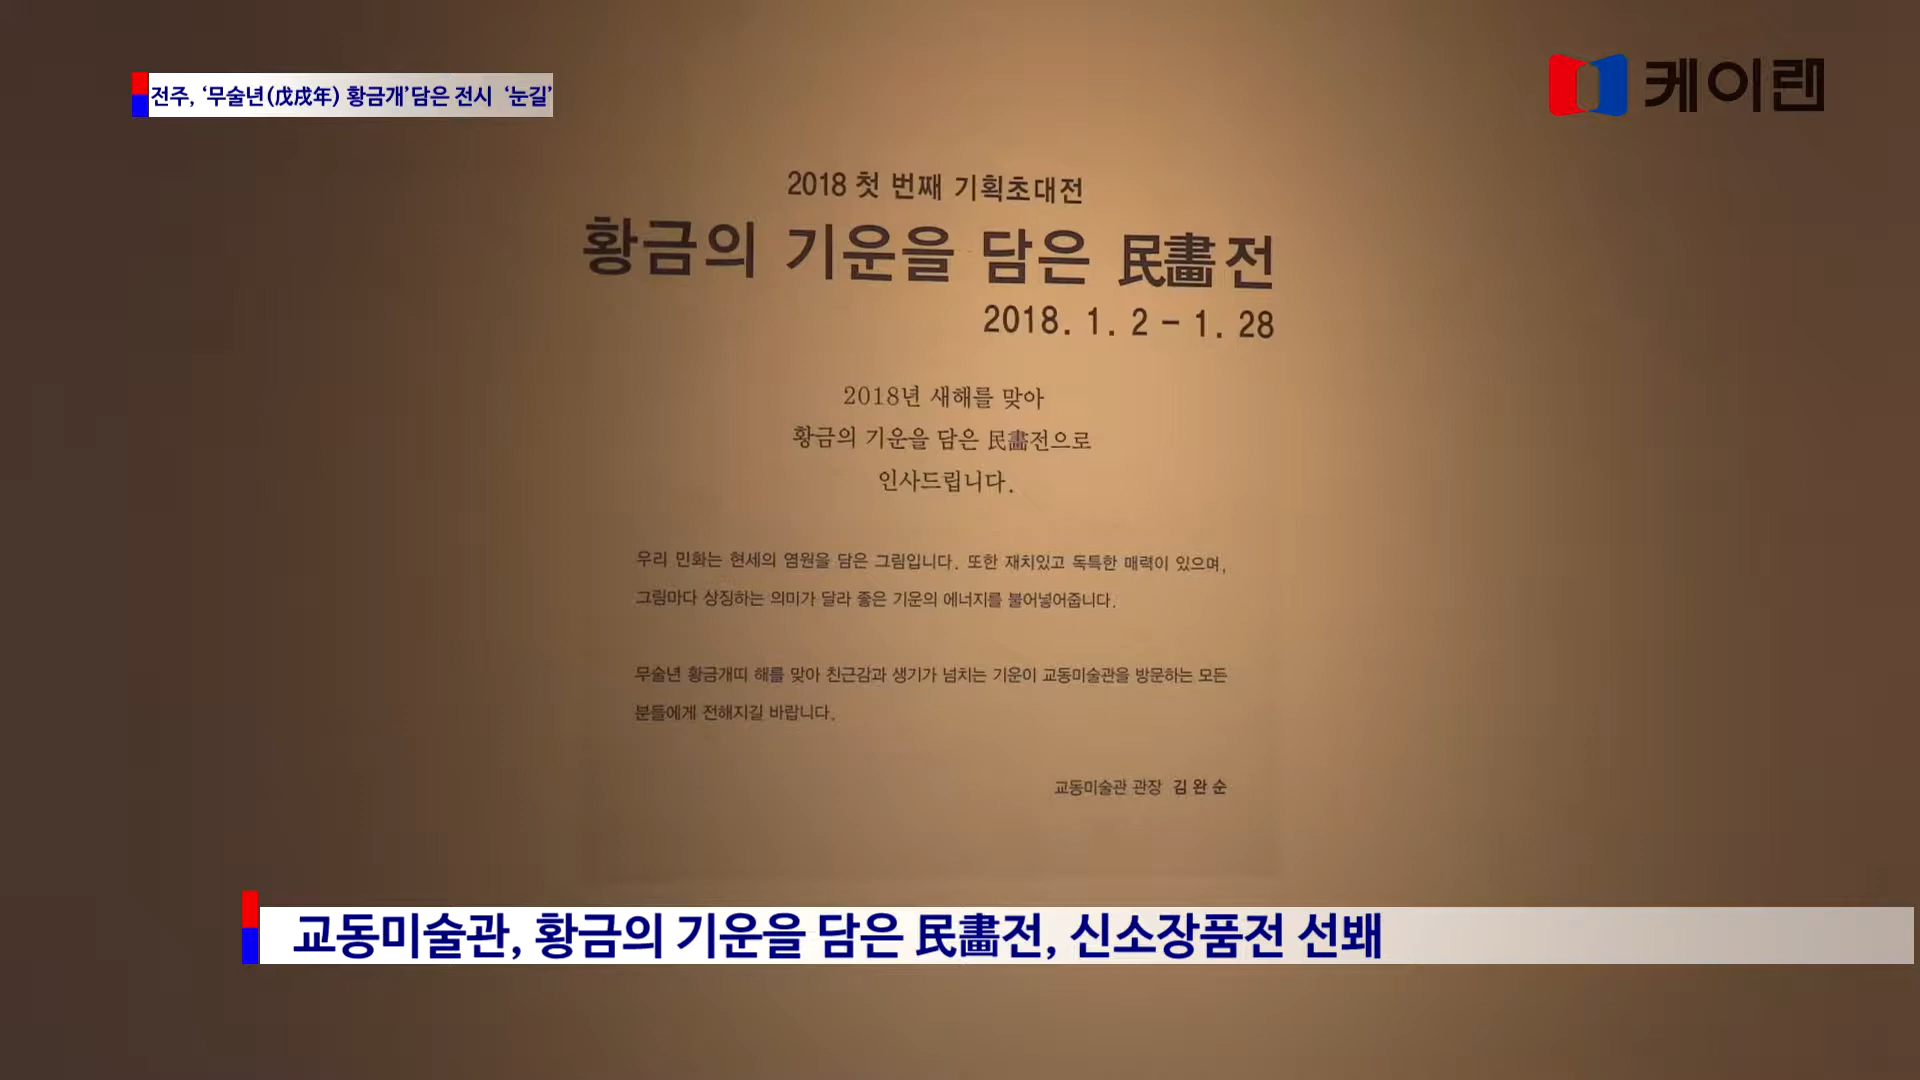 전주, ‘무술년(戊戌年) 황금개’담은 전시 ‘눈길’
케이랜
2018 첫 번째 기획초대전
황금의 기운을 담은 民畵전
2018. 1. 2 - 1. 28
2018년 새해를 맞아
황금의 기운을 담은 民畵전으로
인사드립니다.
우리 민화는 현세의 염원을 담은 그림입니다. 또한 재치있고 독특한 매력이 있으며,
그림마다 상징하는 의미가 달라 좋은 기운의 에너지를 불어넣어줍니다.
무술년 황금개띠 해를 맞아 친근감과 생기가 넘치는 기운이 교동미술관을 방문하는 모든
분들에게 전해지길 바랍니다.
교동미술관 관장 김 완 순
교동미술관, 황금의 기운을 담은 民畵전, 신소장품전 선봬